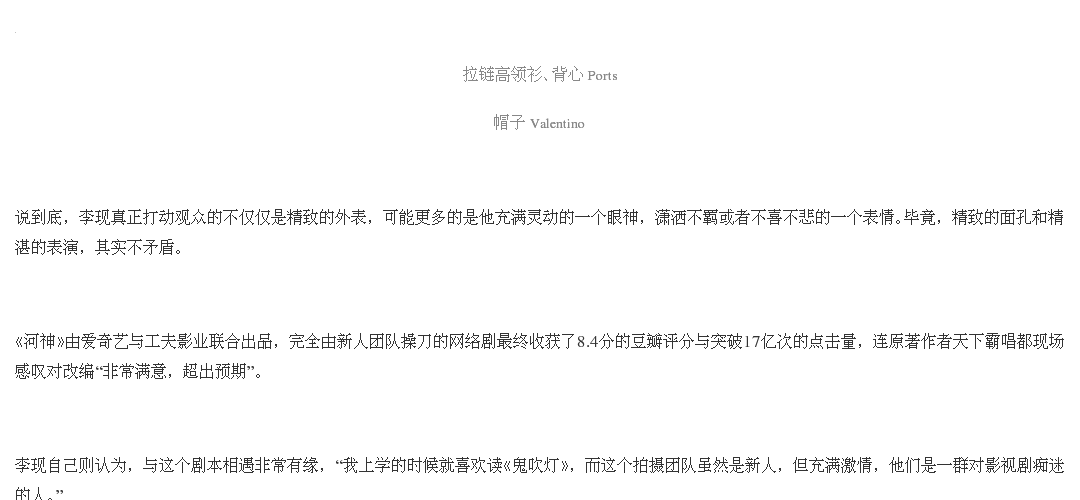 拉链高领衫、背心 Ports
帽子 Valentino
说到底，李现真正打动观众的不仅仅是精致的外表，可能更多的是他充满灵动的一个眼神，潇洒不羁或者不喜不悲的一个表情。毕竟，精致的面孔和精
湛的表演，其实不矛盾。
《河神》由爱奇艺与工夫影业联合出品，完全由新人团队操刀的网络剧最终收获了8.4分的豆瓣评分与突破17亿次的点击量，连原著作者天下霸唱都现场
感叹对改编“非常满意，超出预期”。
李现自己则认为，与这个剧本相遇非常有缘，“我上学的时候就喜欢读《鬼吹灯》，而这个拍摄团队虽然是新人，但充满激情，他们是一群对影视剧痴迷
的人。”